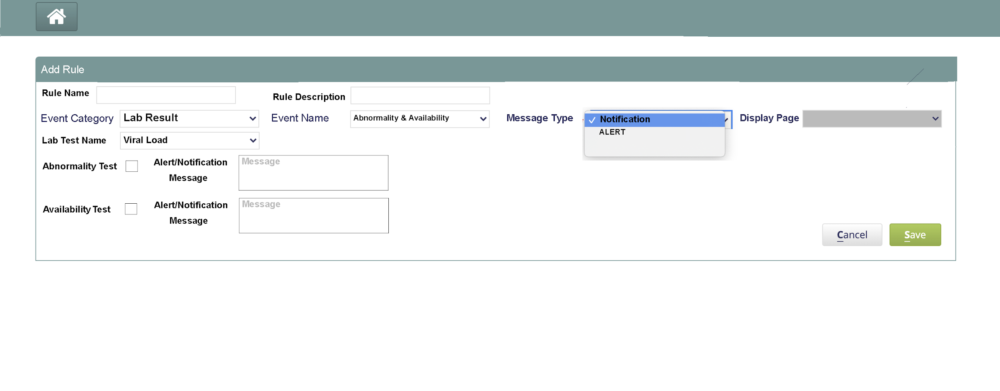 Add Rule
Rule Name
Rule Description
Event Category Lab Result Event Name Abnormality & Availability Message Type Notification Display Page
ALERT
Lab Test Name Viral Load
Abnormality Test Alert/Notification Message Message
Availability Test Alert/Notification Message Message
Cancel Save